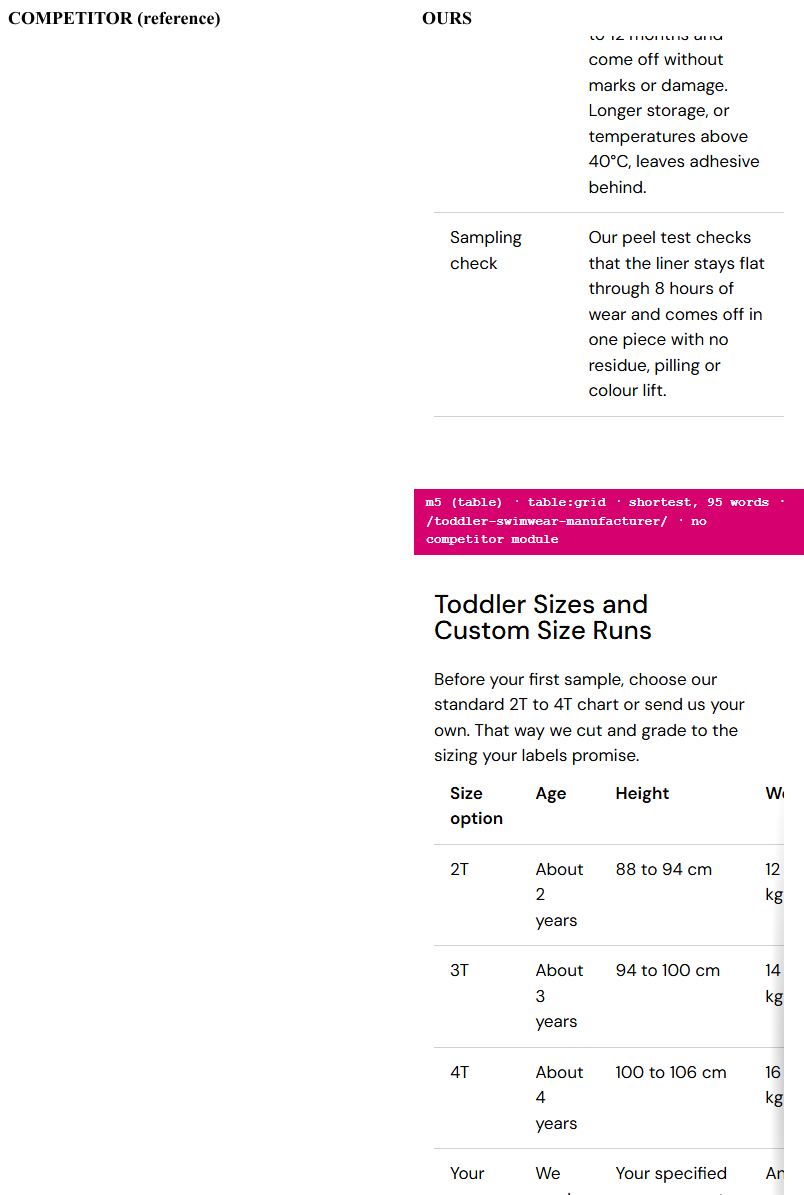 COMPETITOR (reference)
OURS
to 12 months and
come off without
marks or damage.
Longer storage, or
temperatures above
40°C, leaves adhesive
behind.
Sampling
check
Our peel test checks
that the liner stays flat
through 8 hours of
wear and comes off in
one piece with no
residue, pilling or
colour lift.
m5 (table) · table:grid · shortest, 95 words ·
/toddler-swimwear-manufacturer/ · no
competitor module
Toddler Sizes and
Custom Size Runs
Before your first sample, choose our
standard 2T to 4T chart or send us your
own. That way we cut and grade to the
sizing your labels promise.
Size
option
Age
Height
2T
About
2
years
88 to 94 cm
12
kg
3T
About
3
years
94 to 100 cm
14
kg
4T
About
4
years
100 to 106 cm
16
kg
Your
We
Your specified